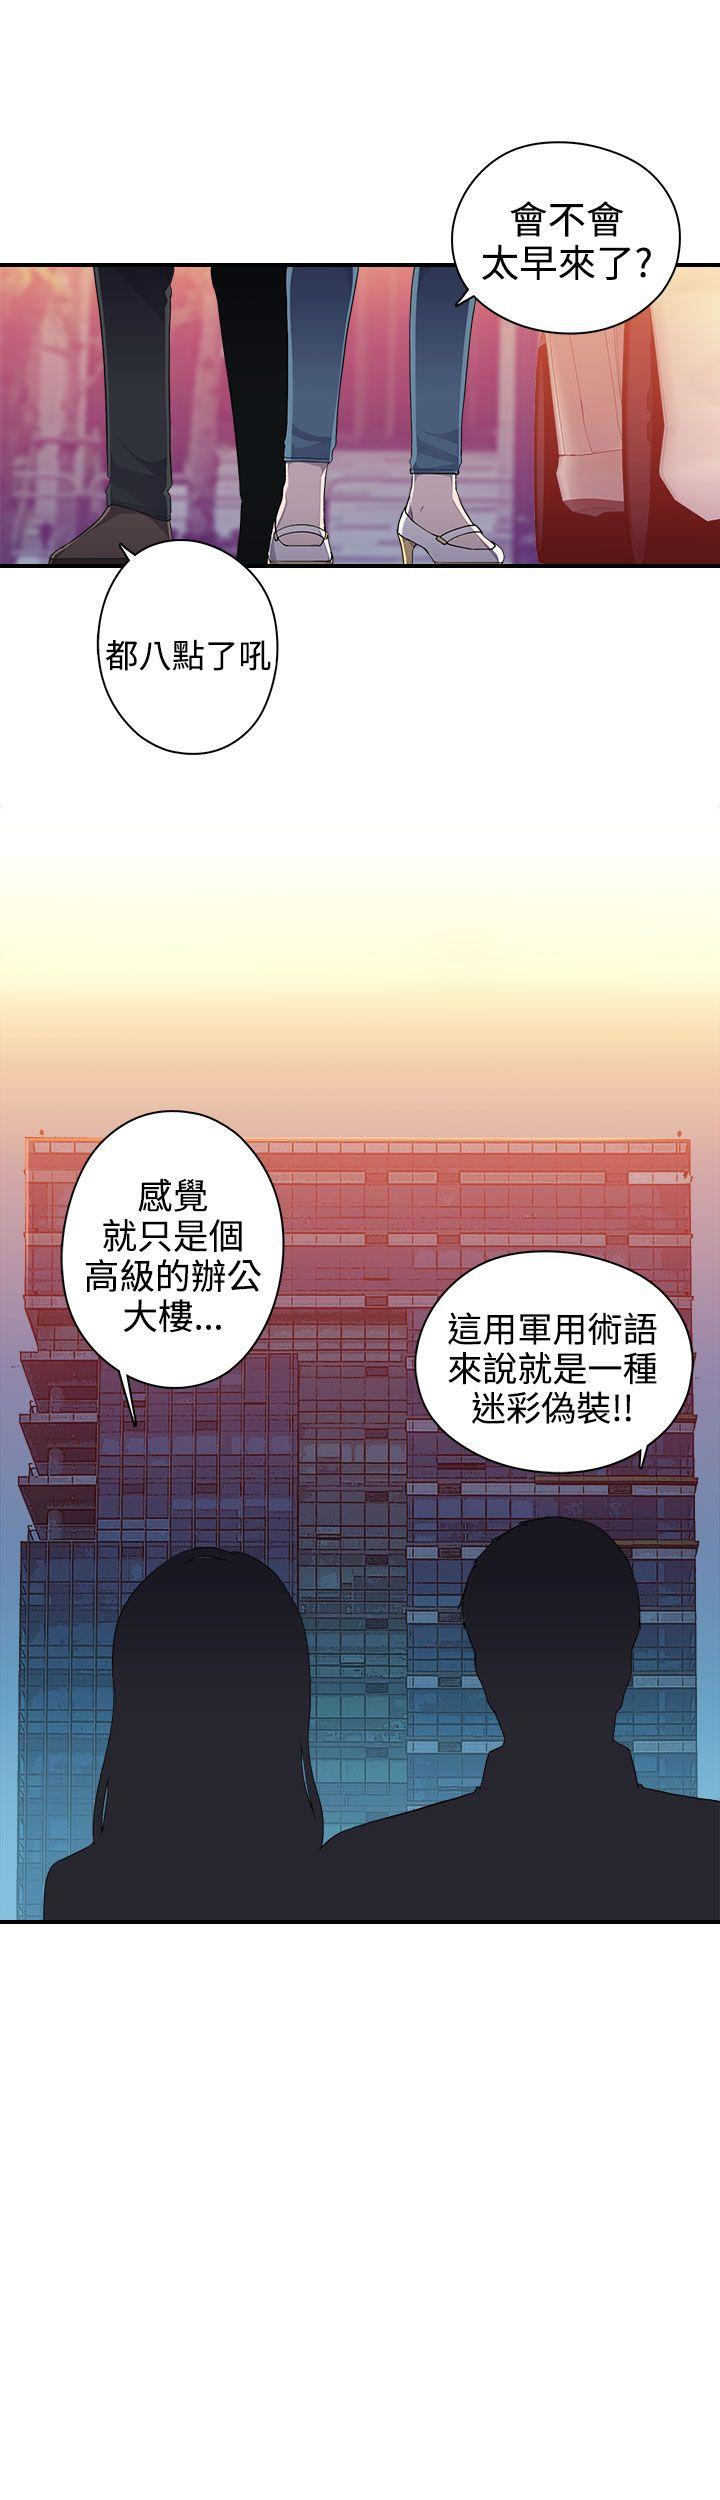 會不會
太早來了?
都八點了吼
感覺
就只是個
高級的辦公
大樓...
這用軍用術語
來說就是一種
迷彩偽裝!!